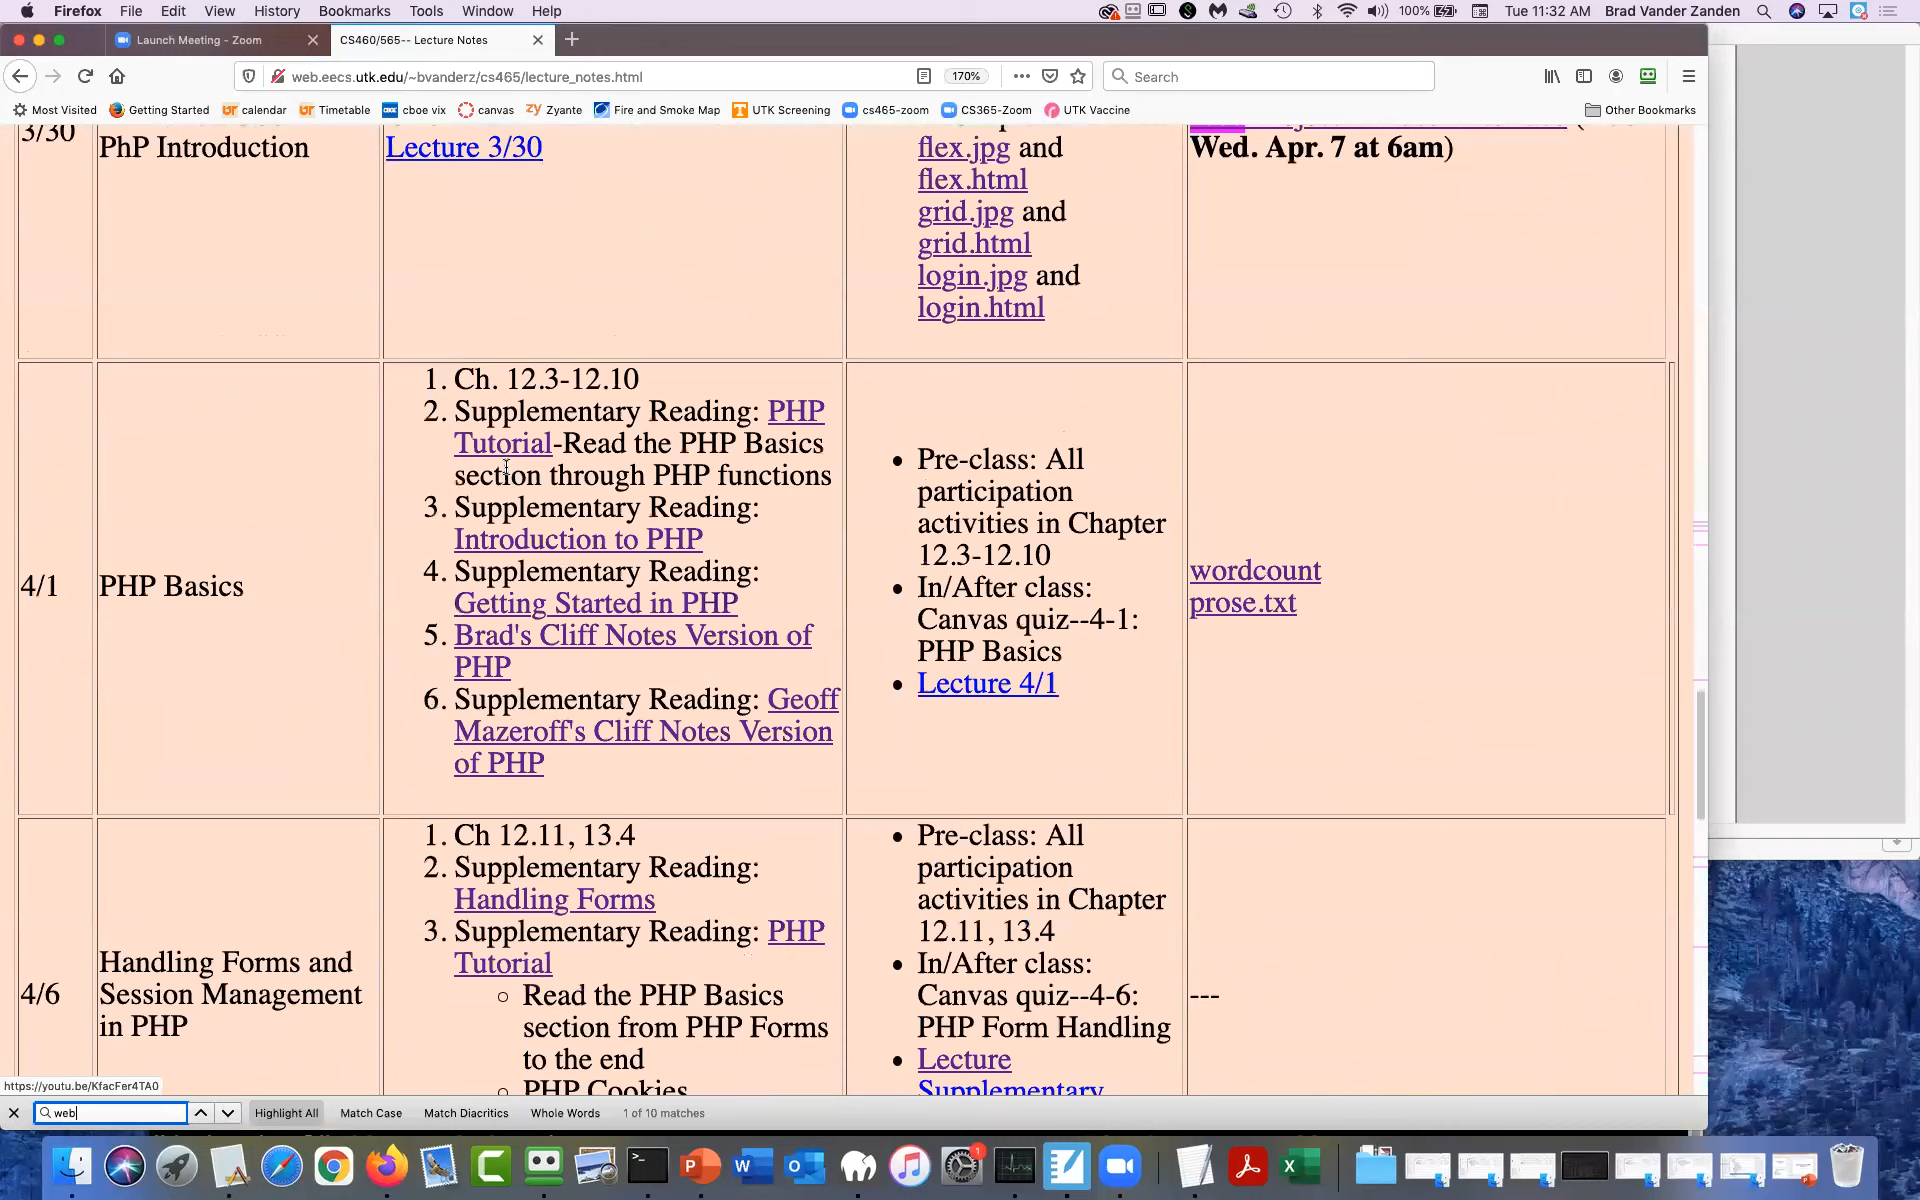 Firefox File Edit View History Bookmarks Tools Window Help
100% Tue 11:32 AM Brad Vander Zanden
Launch Meeting - Zoom
CS460/565-- Lecture Notes
web.eecs.utk.edu/~bvanderz/cs465/lecture_notes.html
170%
Search
Most Visited Getting Started calendar Timetable cboe vix canvas Zyante Fire and Smoke Map UTK Screening cs465-zoom CS365-Zoom UTK Vaccine Other Bookmarks
3/30
PhP Introduction
Lecture 3/30
flex.jpg and
flex.html
grid.jpg and
grid.html
login.jpg and
login.html
Wed. Apr. 7 at 6am)
4/1
PHP Basics
1. Ch. 12.3-12.10
2. Supplementary Reading: PHP
Tutorial-Read the PHP Basics
section through PHP functions
3. Supplementary Reading:
Introduction to PHP
4. Supplementary Reading:
Getting Started in PHP
5. Brad's Cliff Notes Version of
PHP
6. Supplementary Reading: Geoff
Mazeroff's Cliff Notes Version
of PHP
• Pre-class: All
participation
activities in Chapter
12.3-12.10
• In/After class:
Canvas quiz--4-1:
PHP Basics
• Lecture 4/1
wordcount
prose.txt
4/6
Handling Forms and
Session Management
in PHP
1. Ch 12.11, 13.4
2. Supplementary Reading:
Handling Forms
3. Supplementary Reading: PHP
Tutorial
○ Read the PHP Basics
section from PHP Forms
to the end
○ PHP Cookies
• Pre-class: All
participation
activities in Chapter
12.11, 13.4
• In/After class:
Canvas quiz--4-6:
PHP Form Handling
• Lecture
Supplementary
---
https://youtu.be/KfacFer4TA0
web
Highlight All Match Case Match Diacritics Whole Words 1 of 10 matches